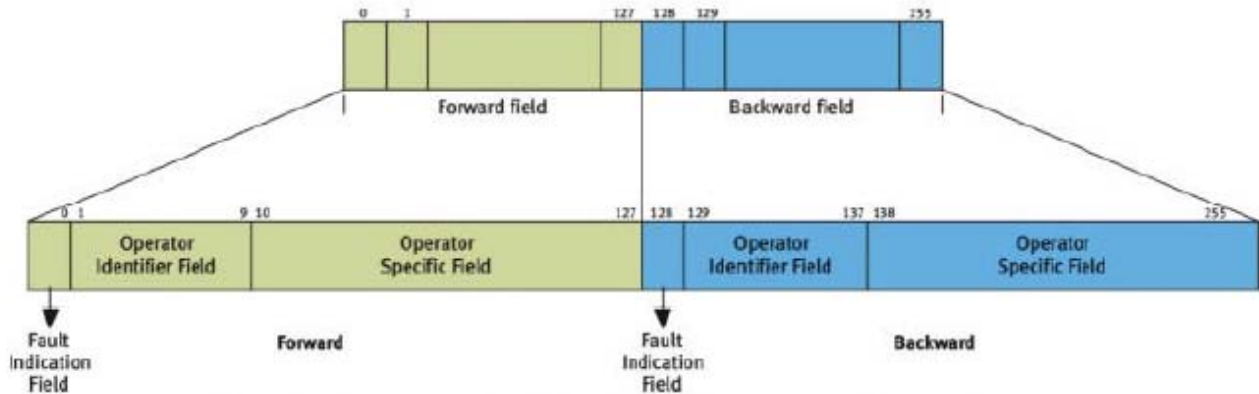 0 1 127 128 129 255
Forward field Backward field
0 1 9 10 127 128 129 137 138 255
Operator
Identifier Field
Operator
Specific Field
Operator
Identifier Field
Operator
Specific Field
Fault
Indication
Field
Forward
Fault
Indication
Field
Backward